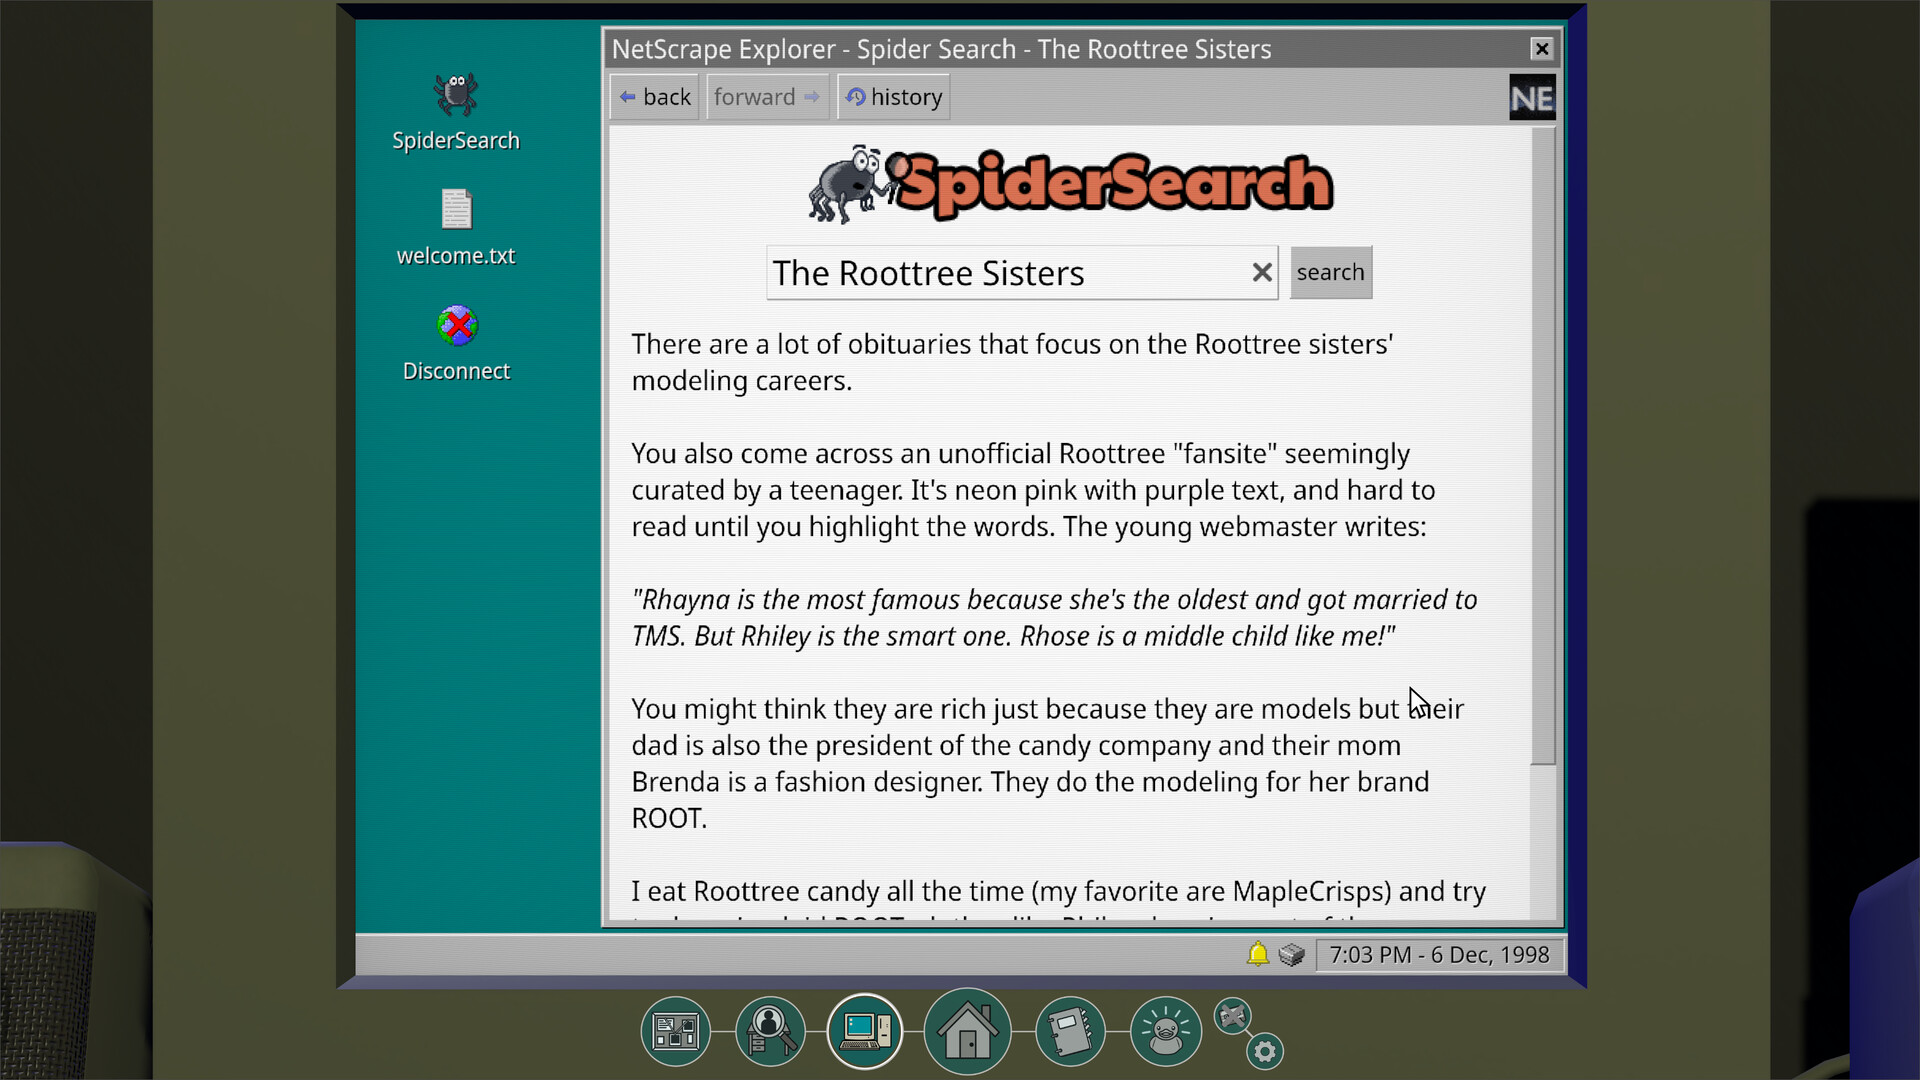 NetScrape Explorer - Spider Search - The Roottree Sisters
back
forward
history
NE
SpiderSearch
welcome.txt
Disconnect
SpiderSearch
The Roottree Sisters
search
There are a lot of obituaries that focus on the Roottree sisters'
modeling careers.
You also come across an unofficial Roottree "fansite" seemingly
curated by a teenager. It's neon pink with purple text, and hard to
read until you highlight the words. The young webmaster writes:
"Rhayna is the most famous because she's the oldest and got married to
TMS. But Rhiley is the smart one. Rhose is a middle child like me!"
You might think they are rich just because they are models but their
dad is also the president of the candy company and their mom
Brenda is a fashion designer. They do the modeling for her brand
ROOT.
I eat Roottree candy all the time (my favorite are MapleCrisps) and try
7:03 PM - 6 Dec, 1998